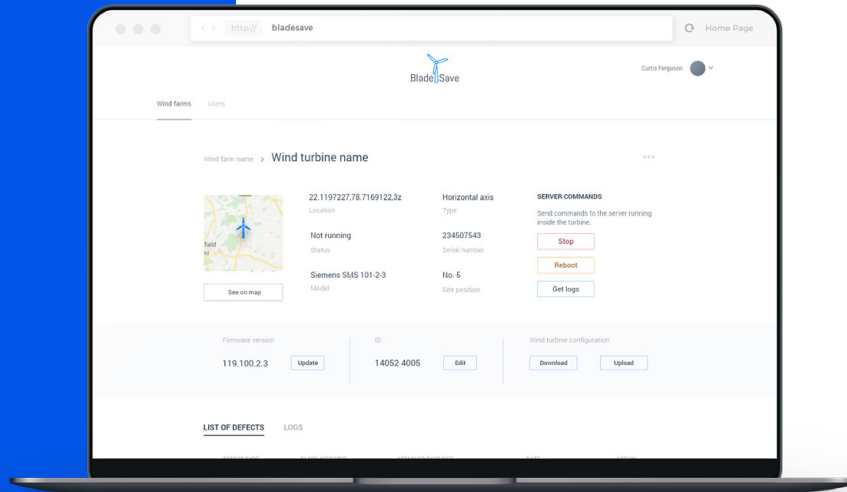 http:// bladesave
Home Page
BladeSave
Curtis Ferguson
Wind farms Users
Wind farm name > Wind turbine name
22.1197227,78.7169122,3z
Location
Horizontal axis
Type
Not running
Status
234507543
Serial number
Siemens SMS 101-2-3
Model
No. 5
Site position
field
See on map
SERVER COMMANDS
Send commands to the server running
inside the turbine.
Stop
Reboot
Get logs
Firmware version
119.100.2.3 Update
ID
14052 4005 Edit
Wind turbine configuration
Download Upload
LIST OF DEFECTS LOGS